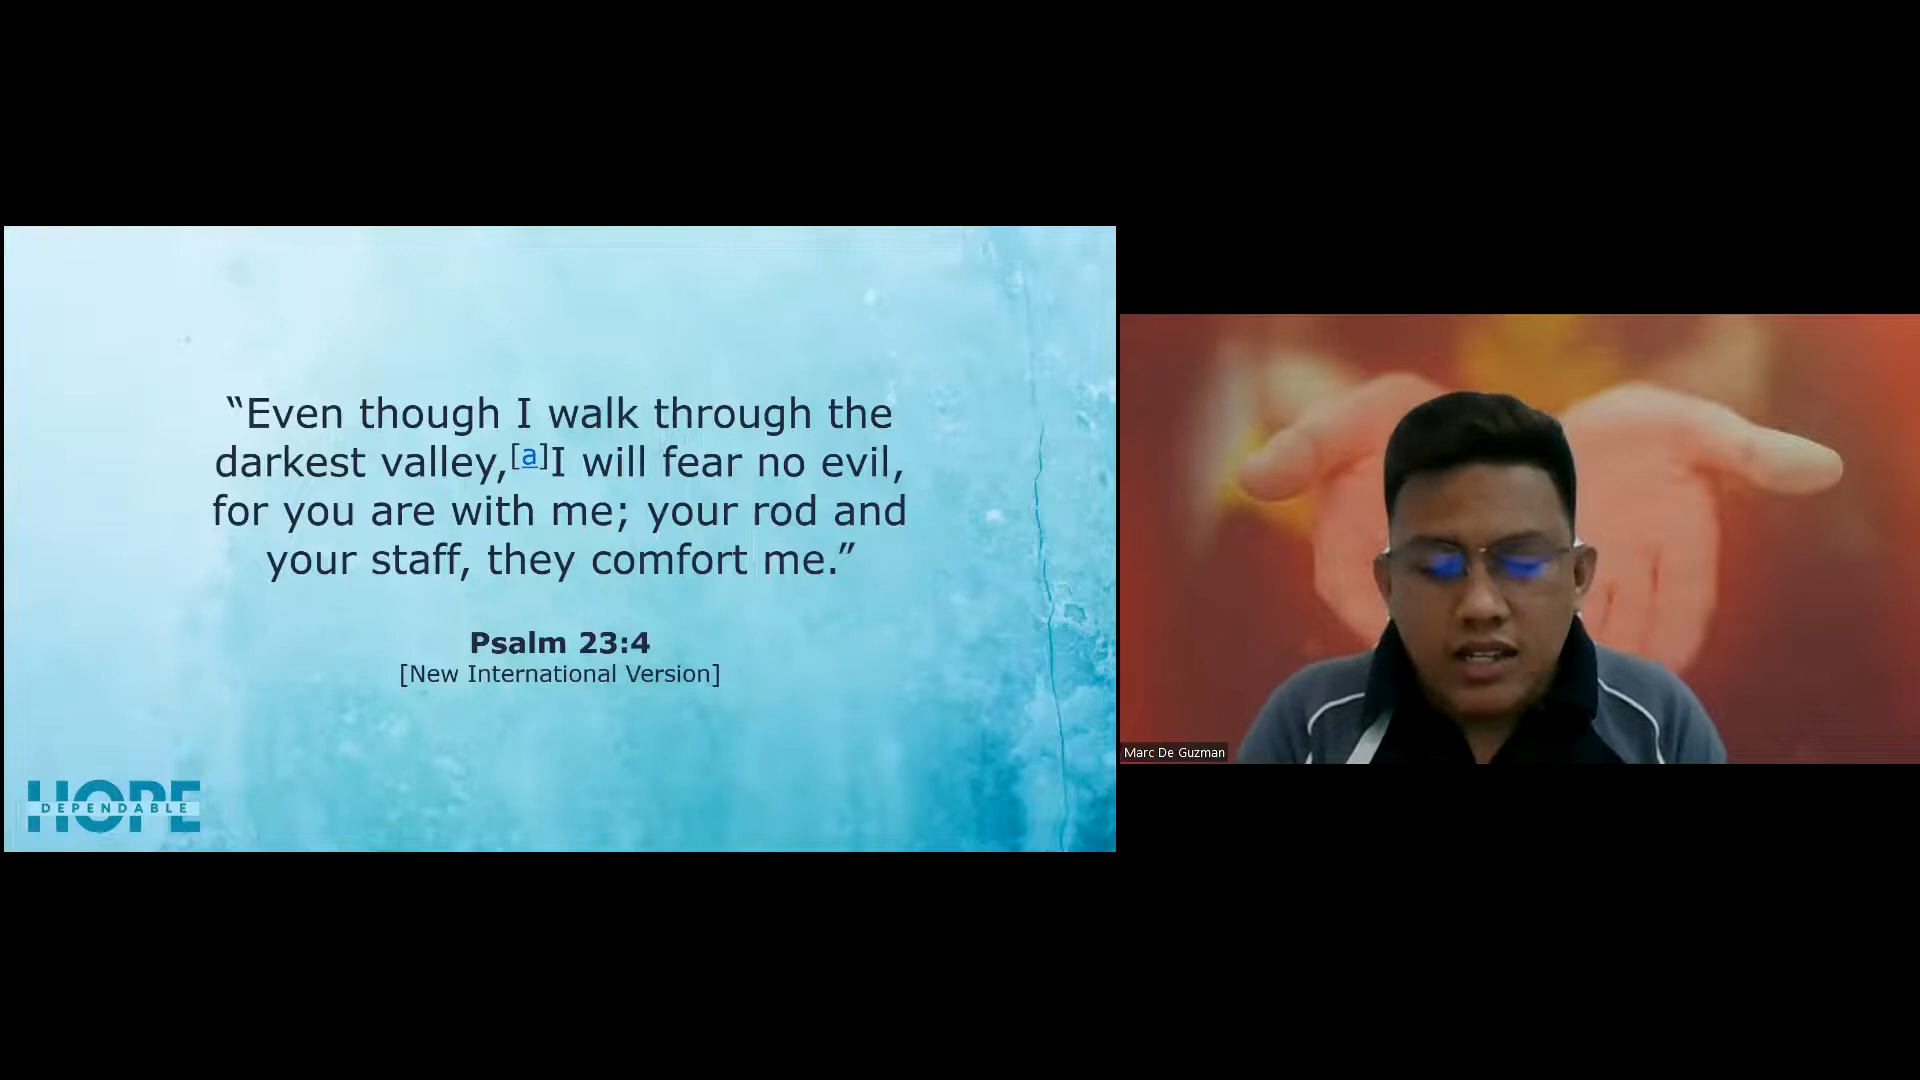 “Even though I walk through the
darkest valley,[a]I will fear no evil,
for you are with me; your rod and
your staff, they comfort me.”
Psalm 23:4
[New International Version]
HOPE
DEPENDABLE
Marc De Guzman